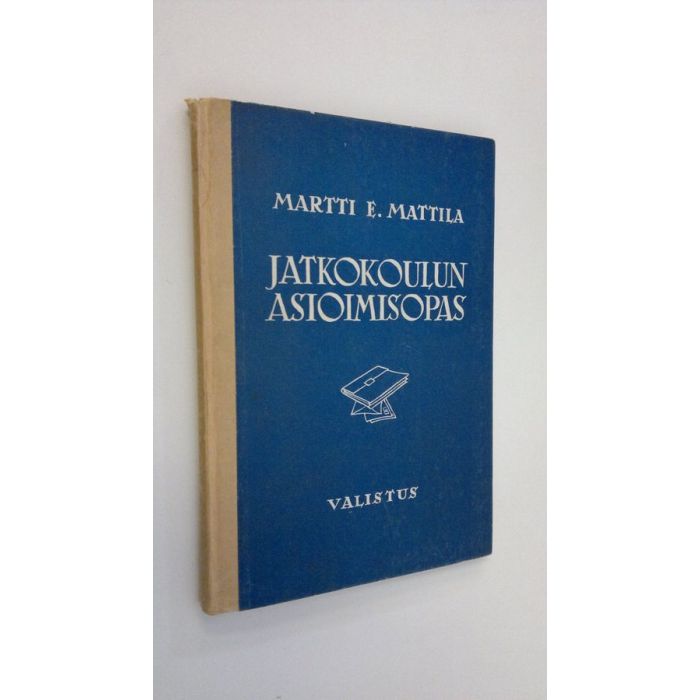 MARTTI E. MATTILA
JATKOKOULUN
ASIOIMISOPAS
VALISTUS